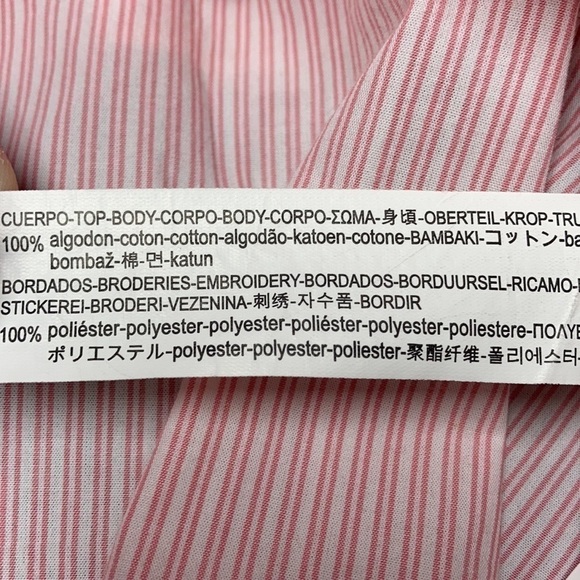 CUERPO-TOP-BODY-CORPO-BODY-CORPO-ΣΩΜΑ-身頃-OBERTEIL-KROP-TRU
100% algodon-coton-cotton-algodão-katoen-cotone-BAMBAKI-コットン-ba
bombaž-棉-면-katun
BORDADOS-BRODERIES-EMBROIDERY-BORDADOS-BORDUURSEL-RICAMO-
STICKEREI-BRODERI-VEZENINA-刺绣-자수품-BORDIR
100% poliéster-polyester-polyester-poliéster-polyester-poliestere-ΠΟΛΥΕ
ポリエステル-polyester-polyester-poliester-聚酯纤维-폴리에스터